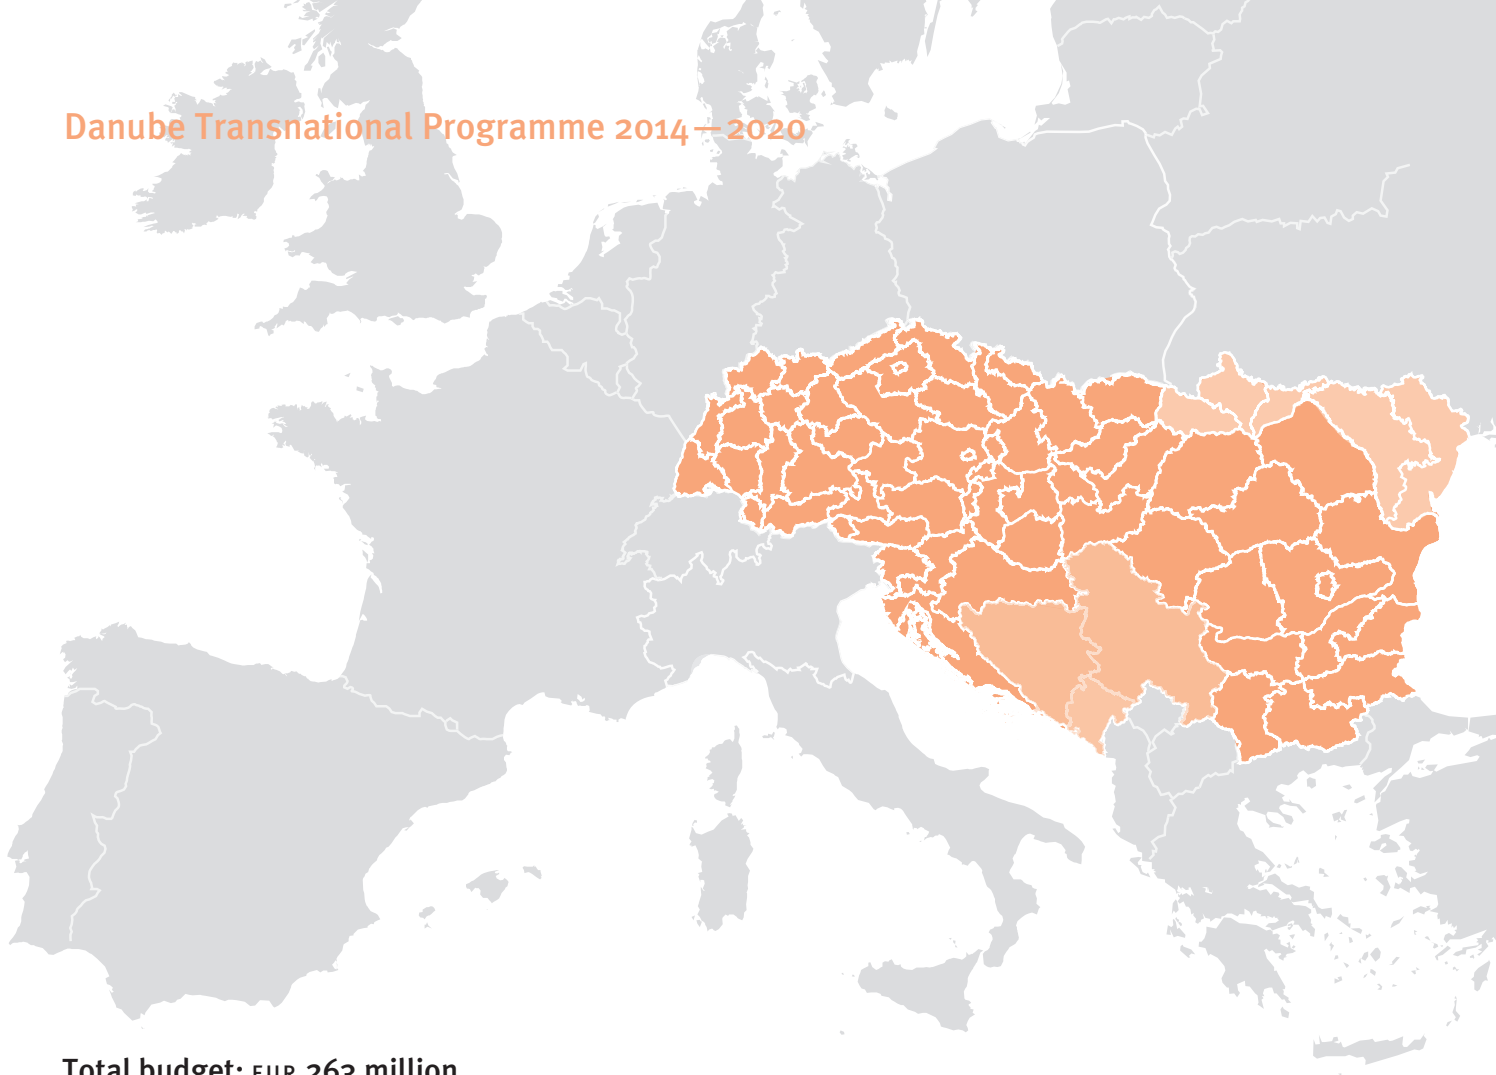 Danube Transnational Programme 2014—2020
Total budget: EUR 263 million